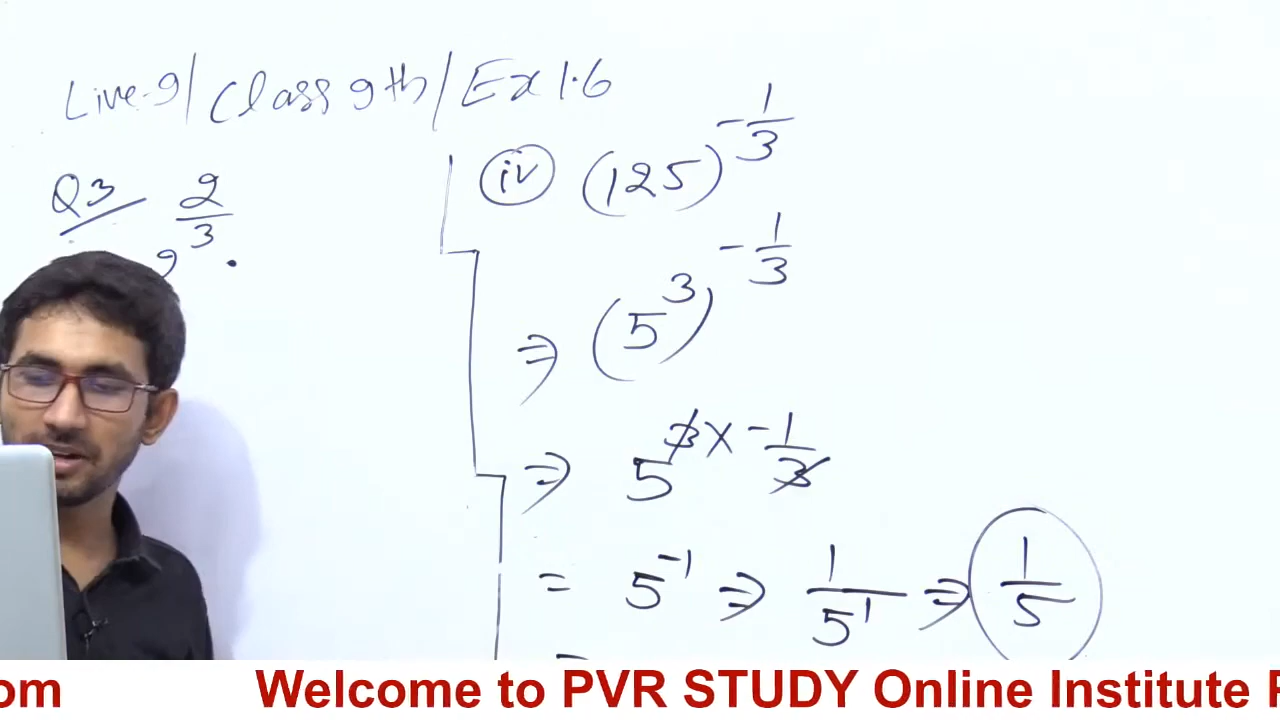 Live-9/Class 9th/Ex 1.6
Q3 2/3
2 .
(iv) (125)^-1/3
⇒ (5^3)^-1/3
⇒ 5^3 × -1/3
= 5^-1 ⇒ 1/5^1 ⇒ 1/5
om Welcome to PVR STUDY Online Institute